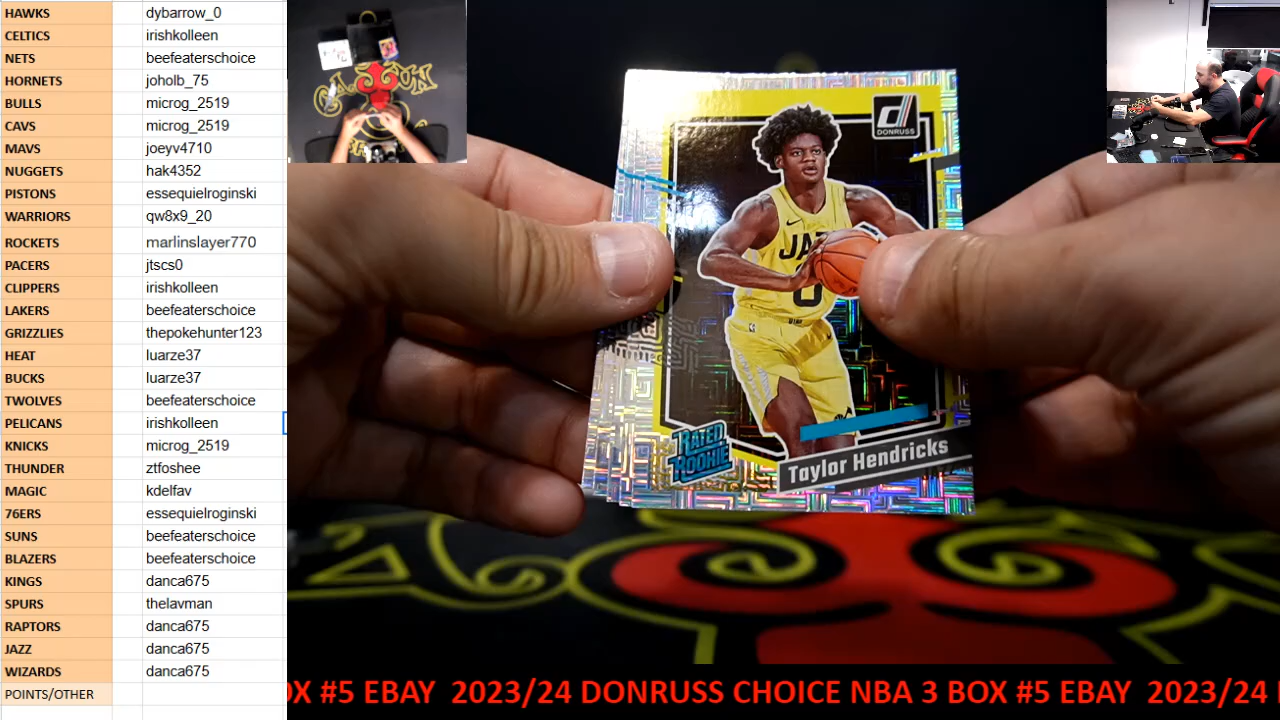 HAWKS dybarrow_0
CELTICS irishkolleen
NETS beefeaterschoice
HORNETS joholb_75
BULLS microg_2519
CAVS microg_2519
MAVS joeyv4710
NUGGETS hak4352
PISTONS essequielroginski
WARRIORS qw8x9_20
ROCKETS marlinslayer770
PACERS jtscs0
CLIPPERS irishkolleen
LAKERS beefeaterschoice
GRIZZLIES thepokehunter123
HEAT luarze37
BUCKS luarze37
TWOLVES beefeaterschoice
PELICANS irishkolleen
KNICKS microg_2519
THUNDER ztfoshee
MAGIC kdelfav
76ERS essequielroginski
SUNS beefeaterschoice
BLAZERS beefeaterschoice
KINGS danca675
SPURS thelavman
RAPTORS danca675
JAZZ danca675
WIZARDS danca675
POINTS/OTHER
DONRUSS
RATED
ROOKIE
Taylor Hendricks
OX #5 EBAY 2023/24 DONRUSS CHOICE NBA 3 BOX #5 EBAY 2023/24